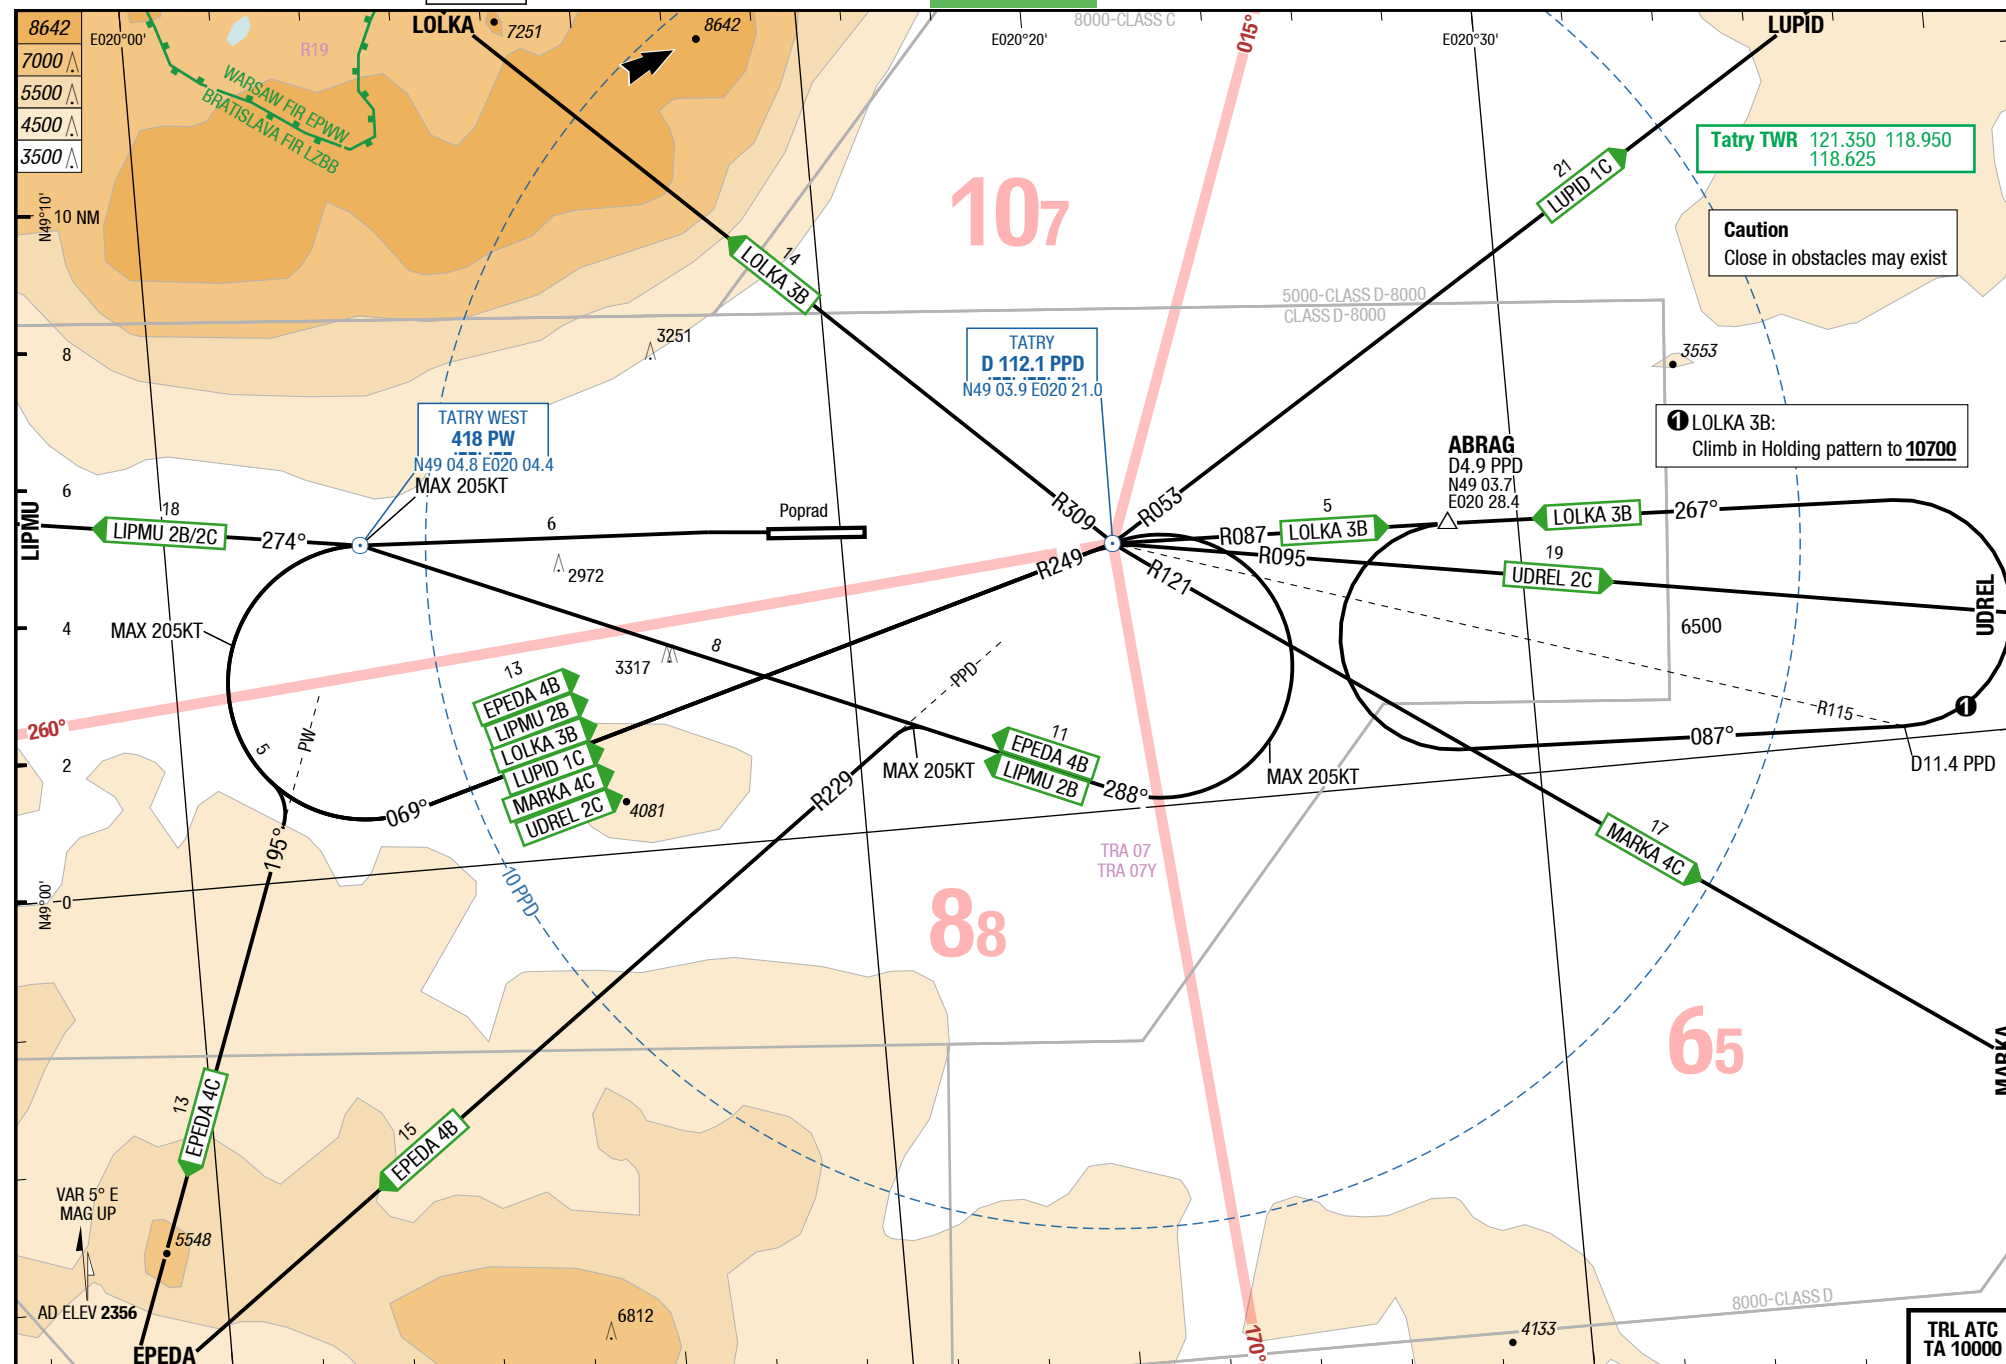 8642
7000
5500
4500
3500
E020°00'
R19
WARSAW FIR EPWW
BRATISLAVA FIR LZBB
LOLKA
7251
8642
8000-CLASS C
015°
E020°20'
E020°30'
LUPID
Tatry TWR 121.350 118.950
118.625
Caution
Close in obstacles may exist
N49°10'
10 NM
107
21
LUPID 1C
14
LOLKA 3B
5000-CLASS D-8000
CLASS D-8000
8
3251
TATRY
D 112.1 PPD
N49 03.9 E020 21.0
3553
TATRY WEST
418 PW
N49 04.8 E020 04.4
MAX 205KT
1 LOLKA 3B:
Climb in Holding pattern to 10700
ABRAG
D4.9 PPD
N49 03.7
E020 28.4
6
LIPMU
18
LIPMU 2B/2C
274°
6
Poprad
R309
R053
R087
5
LOLKA 3B
LOLKA 3B
267°
R095
19
UDREL 2C
UDREL
2972
R249
R121
4
MAX 205KT
8
3317
6500
PPD
13
EPEDA 4B
LIPMU 2B
LOLKA 3B
LUPID 1C
MARKA 4C
UDREL 2C
4081
260°
5
PW
2
069°
R229
MAX 205KT
11
EPEDA 4B
LIPMU 2B
288°
MAX 205KT
R115
1
087°
D11.4 PPD
195°
TRA 07
TRA 07Y
17
MARKA 4C
10 PPD
N49°00'
0
88
65
MARKA
13
EPEDA 4C
15
EPEDA 4B
VAR 5° E
MAG UP
5548
AD ELEV 2356
6812
EPEDA
170°
4133
8000-CLASS D
TRL ATC
TA 10000